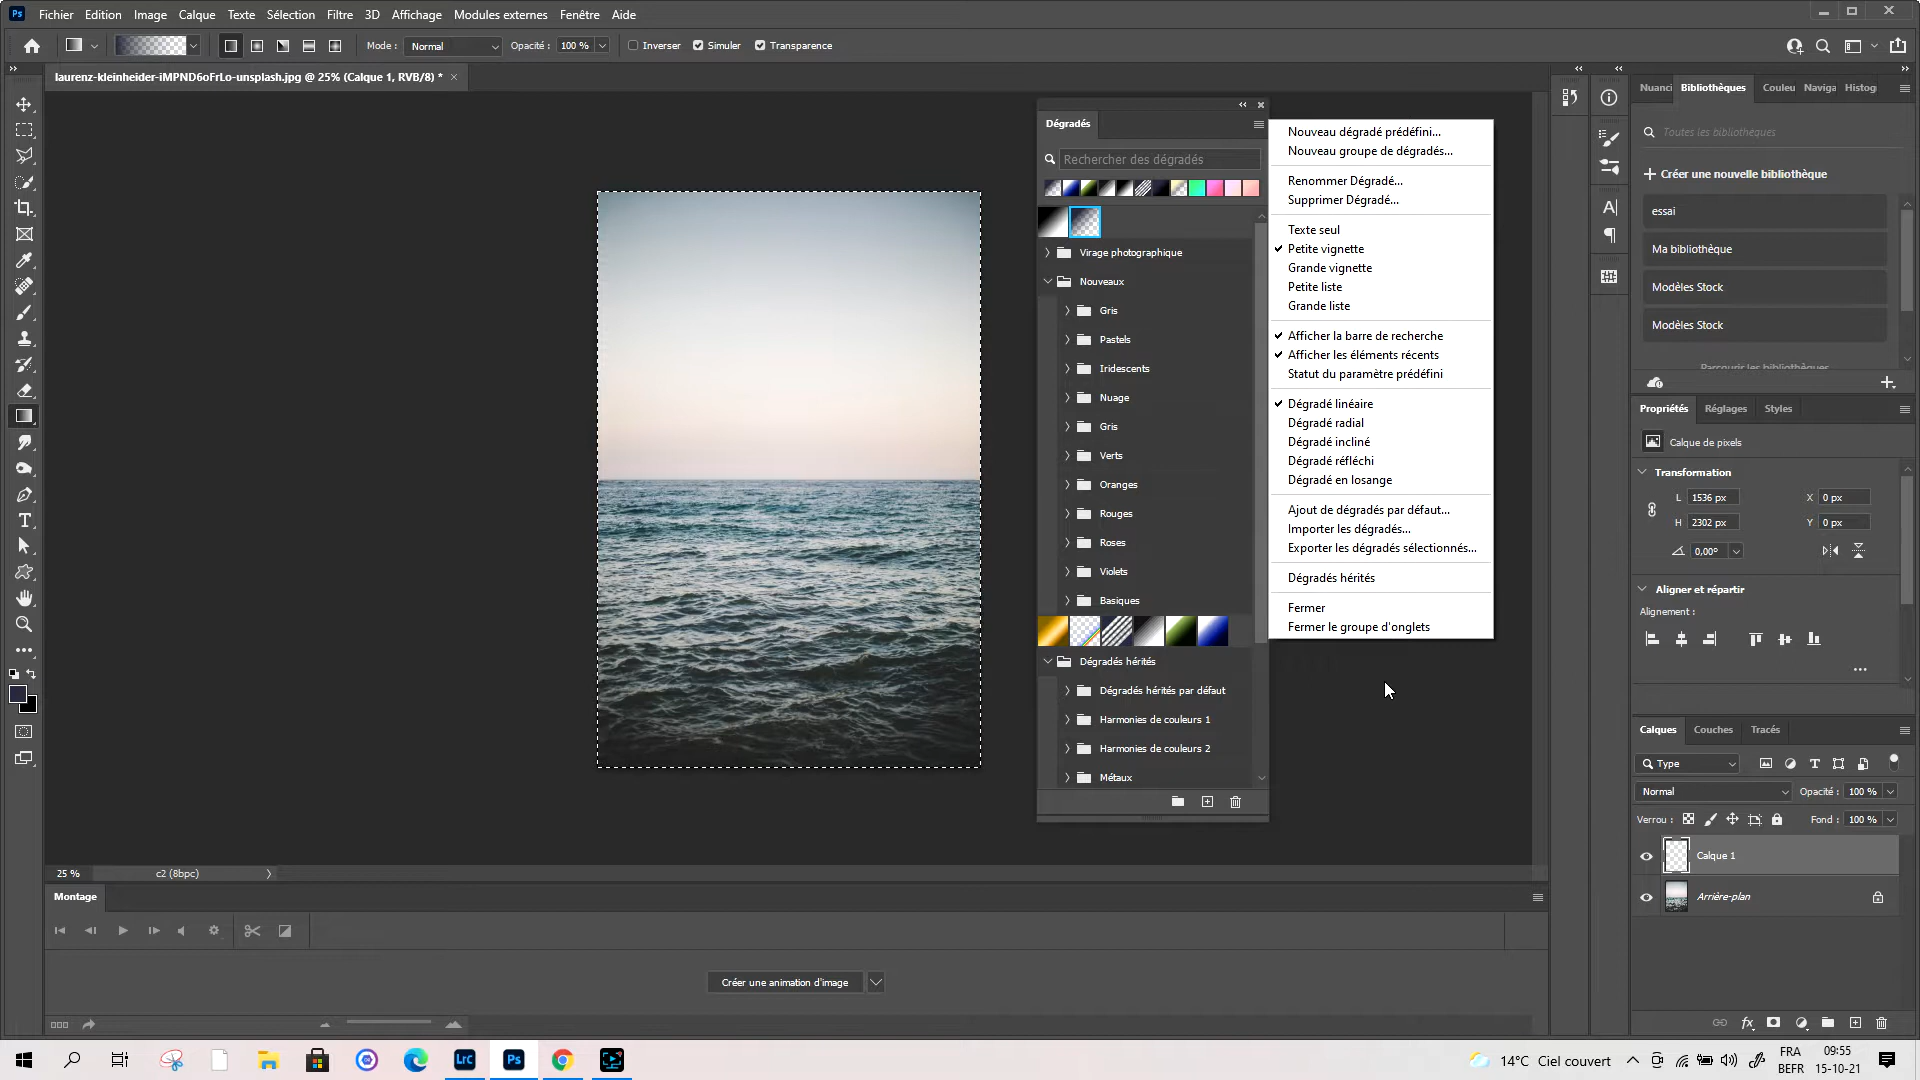 Ps Fichier Edition Image Calque Texte Sélection Filtre 3D Affichage Modules externes Fenêtre Aide
Mode : Normal Opacité : 100 % Inverser Simuler Transparence
laurenz-kleinheider-iMPND6oFrLo-unsplash.jpg @ 25% (Calque 1, RVB/8) *
Dégradés
Rechercher des dégradés
Virage photographique
Nouveaux
Gris
Pastels
Iridescents
Nuage
Gris
Verts
Oranges
Rouges
Roses
Violets
Basiques
Dégradés hérités
Dégradés hérités par défaut
Harmonies de couleurs 1
Harmonies de couleurs 2
Métaux
Nouveau dégradé prédéfini...
Nouveau groupe de dégradés...
Renommer Dégradé...
Supprimer Dégradé...
Texte seul
Petite vignette
Grande vignette
Petite liste
Grande liste
Afficher la barre de recherche
Afficher les éléments récents
Statut du paramètre prédéfini
Dégradé linéaire
Dégradé radial
Dégradé incliné
Dégradé réfléchi
Dégradé en losange
Ajout de dégradés par défaut...
Importer les dégradés...
Exporter les dégradés sélectionnés...
Dégradés hérités
Fermer
Fermer le groupe d'onglets
Nuanci Bibliothèques Couleu Naviga Histog
Toutes les bibliothèques
Créer une nouvelle bibliothèque
essai
Ma bibliothèque
Modèles Stock
Modèles Stock
Parcourir les bibliothèques
Propriétés Réglages Styles
Calque de pixels
Transformation
L 1536 px X 0 px
H 2302 px Y 0 px
0,00°
Aligner et répartir
Alignement :
Calques Couches Tracés
Type
Normal Opacité : 100 %
Verrou : Fond : 100 %
Calque 1
Arrière-plan
fx
25 % c2 (8bpc)
Montage
Créer une animation d'image
Lrc Ps
14°C Ciel couvert
FRA
BEFR
09:55
15-10-21